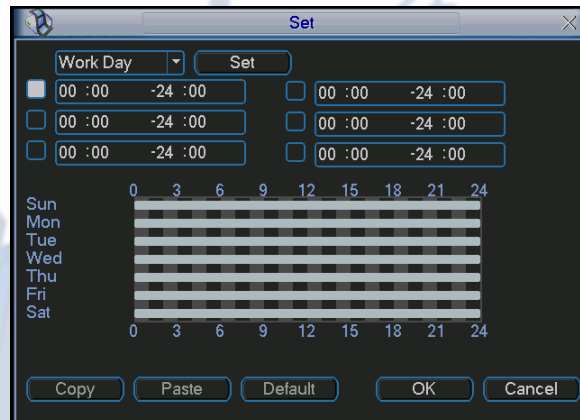 Set
Work Day Set
00 :00 -24 :00 00 :00 -24 :00
00 :00 -24 :00 00 :00 -24 :00
00 :00 -24 :00 00 :00 -24 :00
0 3 6 9 12 15 18 21 24
Sun
Mon
Tue
Wed
Thu
Fri
Sat
0 3 6 9 12 15 18 21 24
Copy Paste Default OK Cancel